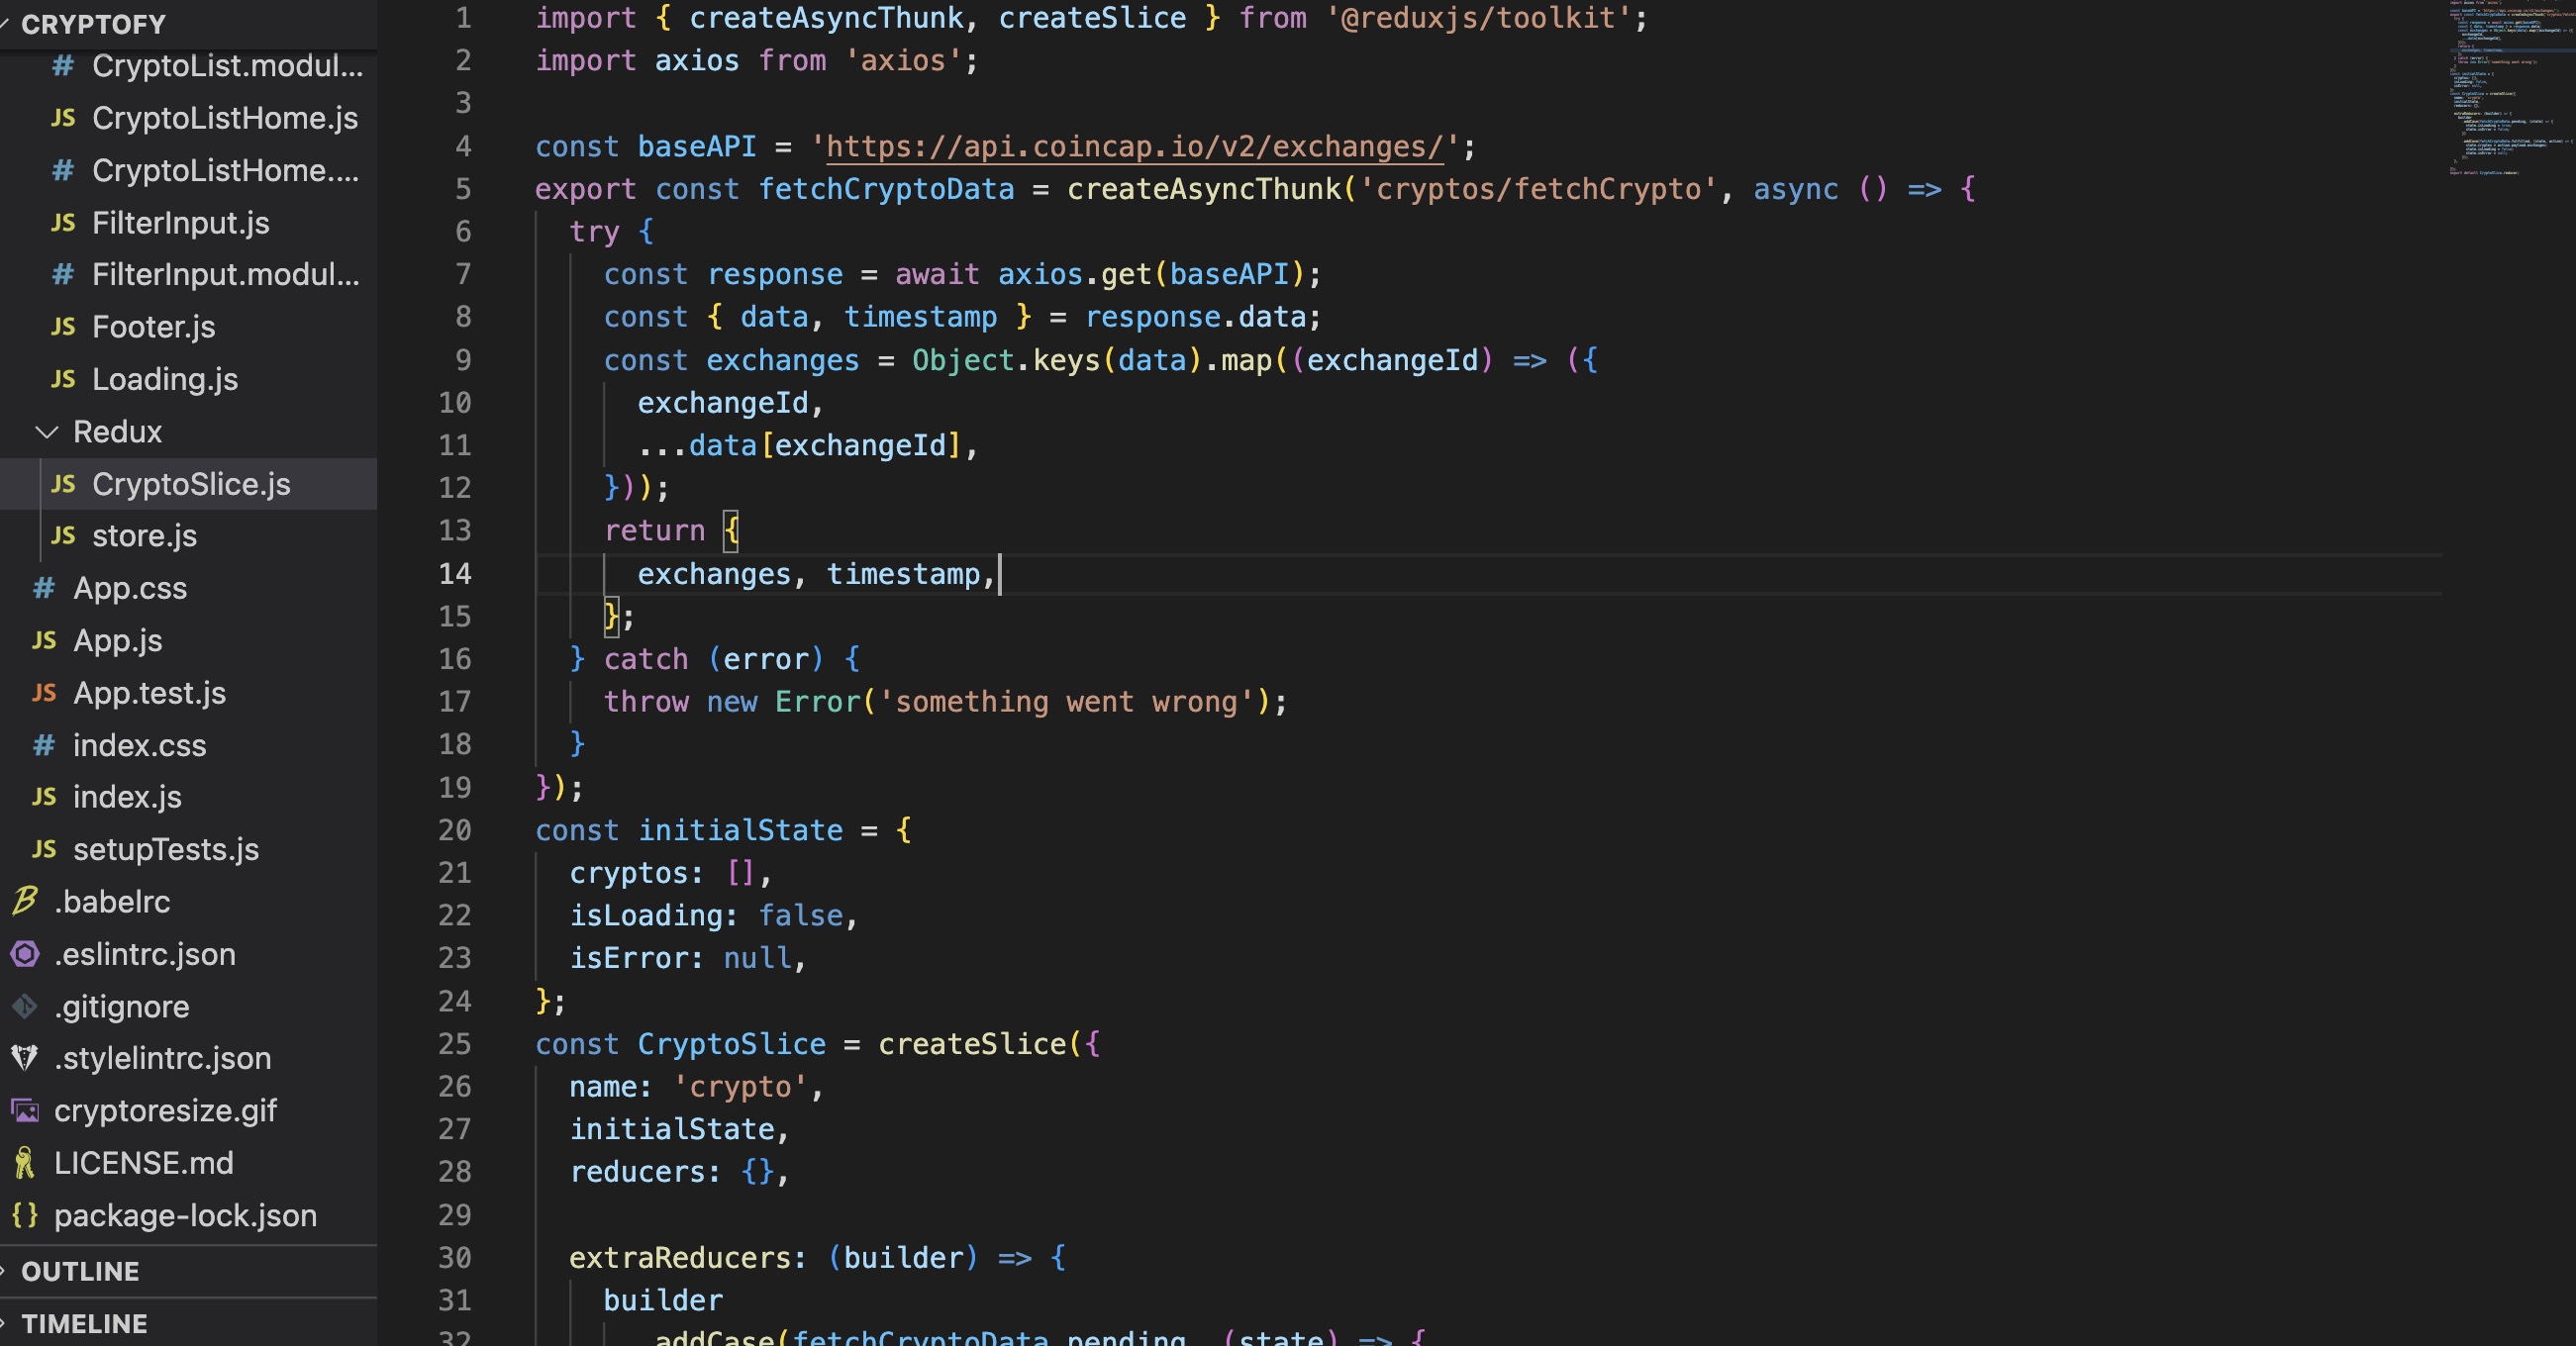 CRYPTOFY
# CryptoList.modul...
JS CryptoListHome.js
# CryptoListHome....
JS FilterInput.js
# FilterInput.modul...
JS Footer.js
JS Loading.js
Redux
JS CryptoSlice.js
JS store.js
# App.css
JS App.js
JS App.test.js
# index.css
JS index.js
JS setupTests.js
.babelrc
.eslintrc.json
.gitignore
.stylelintrc.json
cryptoresize.gif
LICENSE.md
{} package-lock.json
OUTLINE
TIMELINE
1 import { createAsyncThunk, createSlice } from '@reduxjs/toolkit';
2 import axios from 'axios';
3
4 const baseAPI = 'https://api.coincap.io/v2/exchanges/';
5 export const fetchCryptoData = createAsyncThunk('cryptos/fetchCrypto', async () => {
6 try {
7 const response = await axios.get(baseAPI);
8 const { data, timestamp } = response.data;
9 const exchanges = Object.keys(data).map((exchangeId) => ({
10 exchangeId,
11 ...data[exchangeId],
12 }));
13 return {
14 exchanges, timestamp,
15 };
16 } catch (error) {
17 throw new Error('something went wrong');
18 }
19 });
20 const initialState = {
21 cryptos: [],
22 isLoading: false,
23 isError: null,
24 };
25 const CryptoSlice = createSlice({
26 name: 'crypto',
27 initialState,
28 reducers: {},
29
30 extraReducers: (builder) => {
31 builder
32 .addCase(fetchCryptoData.pending, (state) => {